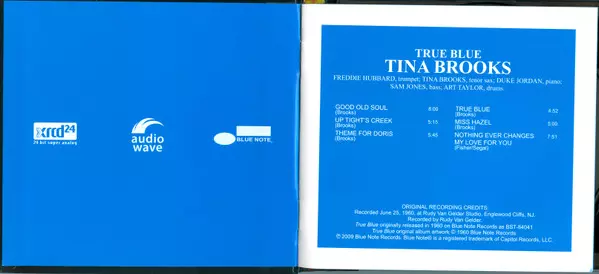 xrcd24
24 bit super analog
audio
wave
BLUE NOTE
TRUE BLUE
TINA BROOKS
FREDDIE HUBBARD, trumpet; TINA BROOKS, tenor sax; DUKE JORDAN, piano;
SAM JONES, bass, ART TAYLOR, drums.
GOOD OLD SOUL 8:09
(Brooks)
UP TIGHT'S CREEK 5:15
(Brooks)
THEME FOR DORIS 5:45
(Brooks)
TRUE BLUE 4:52
(Brooks)
MISS HAZEL 5:30
(Brooks)
NOTHING EVER CHANGES 7:51
MY LOVE FOR YOU
(Fisher/Segal)
ORIGINAL RECORDING CREDITS:
Recorded June 25, 1960, at Rudy Van Gelder Studio, Englewood Cliffs, NJ.
Recorded by Rudy Van Gelder.
True Blue originally released in 1960 on Blue Note Records as BST-84041
True Blue original album artwork: © 1960 Blue Note Records
℗ 2009 Blue Note Records. Blue Note® is a registered trademark of Capitol Records, LLC.